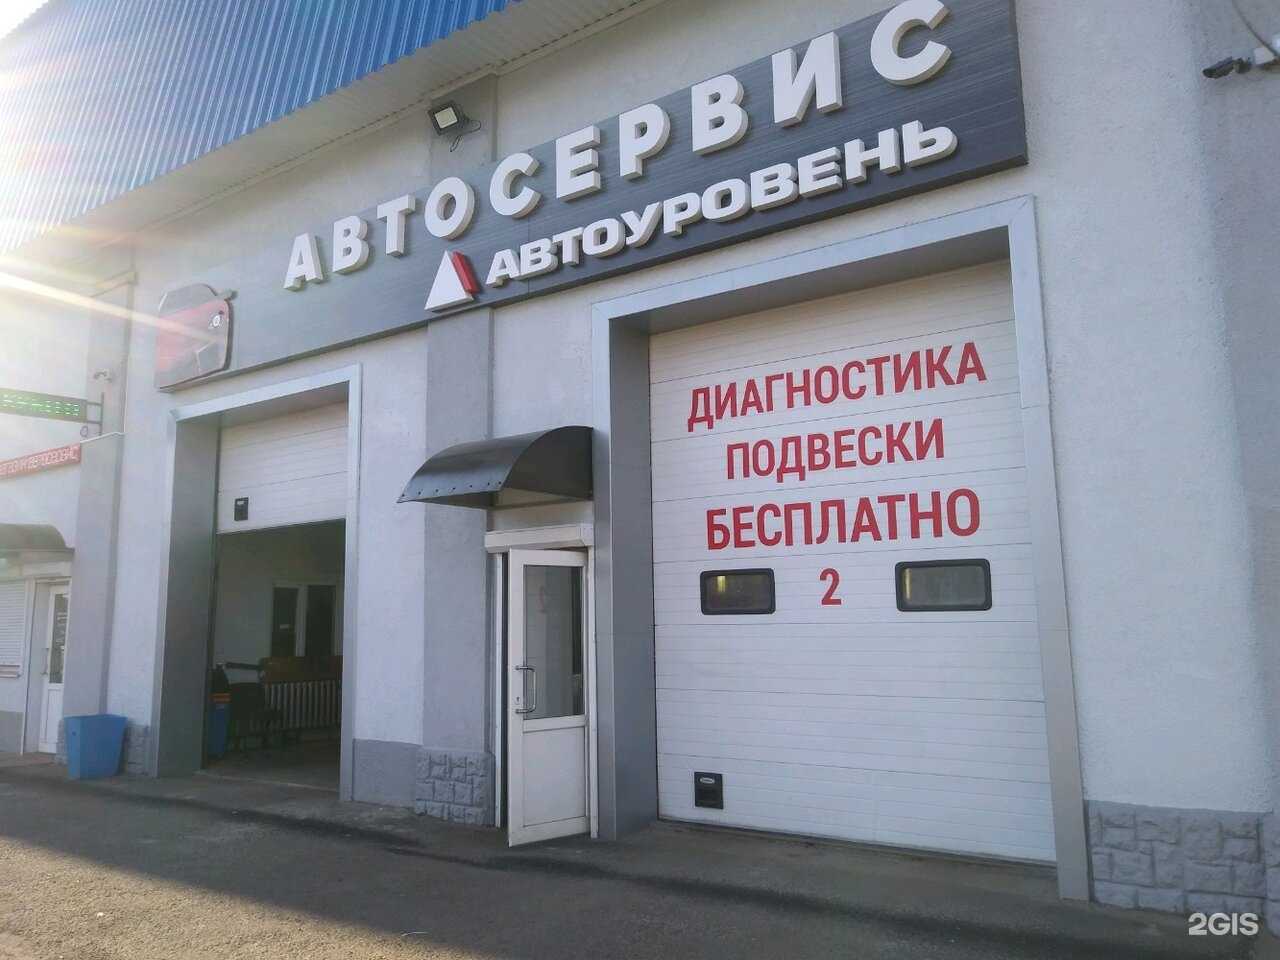 АВТОСЕРВИС
АВТОУРОВЕНЬ
ДИАГНОСТИКА
ПОДВЕСКИ
БЕСПЛАТНО
2
2GIS